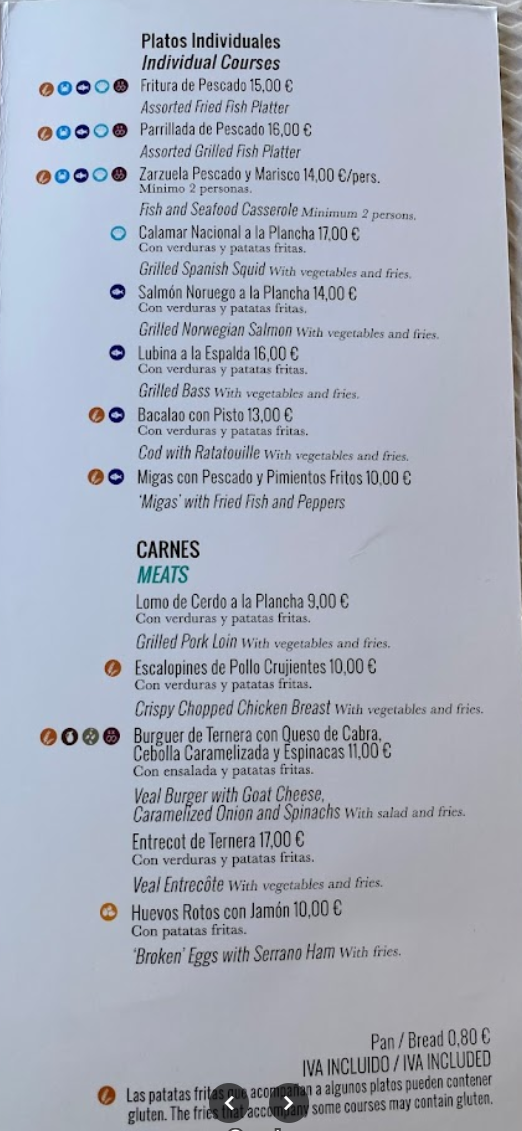 Platos Individuales
Individual Courses
Fritura de Pescado 15,00 €
Assorted Fried Fish Platter
Parrillada de Pescado 16,00 €
Assorted Grilled Fish Platter
Zarzuela Pescado y Marisco 14,00 €/pers.
Mínimo 2 personas.
Fish and Seafood Casserole Minimum 2 persons.
Calamar Nacional a la Plancha 17,00 €
Con verduras y patatas fritas.
Grilled Spanish Squid With vegetables and fries.
Salmón Noruego a la Plancha 14,00 €
Con verduras y patatas fritas.
Grilled Norwegian Salmon With vegetables and fries.
Lubina a la Espalda 16,00 €
Con verduras y patatas fritas.
Grilled Bass With vegetables and fries.
Bacalao con Pisto 13,00 €
Con verduras y patatas fritas.
Cod with Ratatouille With vegetables and fries.
Migas con Pescado y Pimientos Fritos 10,00 €
'Migas' with Fried Fish and Peppers
CARNES
MEATS
Lomo de Cerdo a la Plancha 9,00 €
Con verduras y patatas fritas.
Grilled Pork Loin With vegetables and fries.
Escalopines de Pollo Crujientes 10,00 €
Con verduras y patatas fritas.
Crispy Chopped Chicken Breast With vegetables and fries.
Burguer de Ternera con Queso de Cabra,
Cebolla Caramelizada y Espinacas 11,00 €
Con ensalada y patatas fritas.
Veal Burger with Goat Cheese,
Caramelized Onion and Spinachs With salad and fries.
Entrecot de Ternera 17,00 €
Con verduras y patatas fritas.
Veal Entrecôte With vegetables and fries.
Huevos Rotos con Jamón 10,00 €
Con patatas fritas.
'Broken' Eggs with Serrano Ham With fries.
Pan / Bread 0,80 €
IVA INCLUIDO / IVA INCLUDED
Las patatas fritas que acompañan a algunos platos pueden contener
gluten. The fries that accompany some courses may contain gluten.